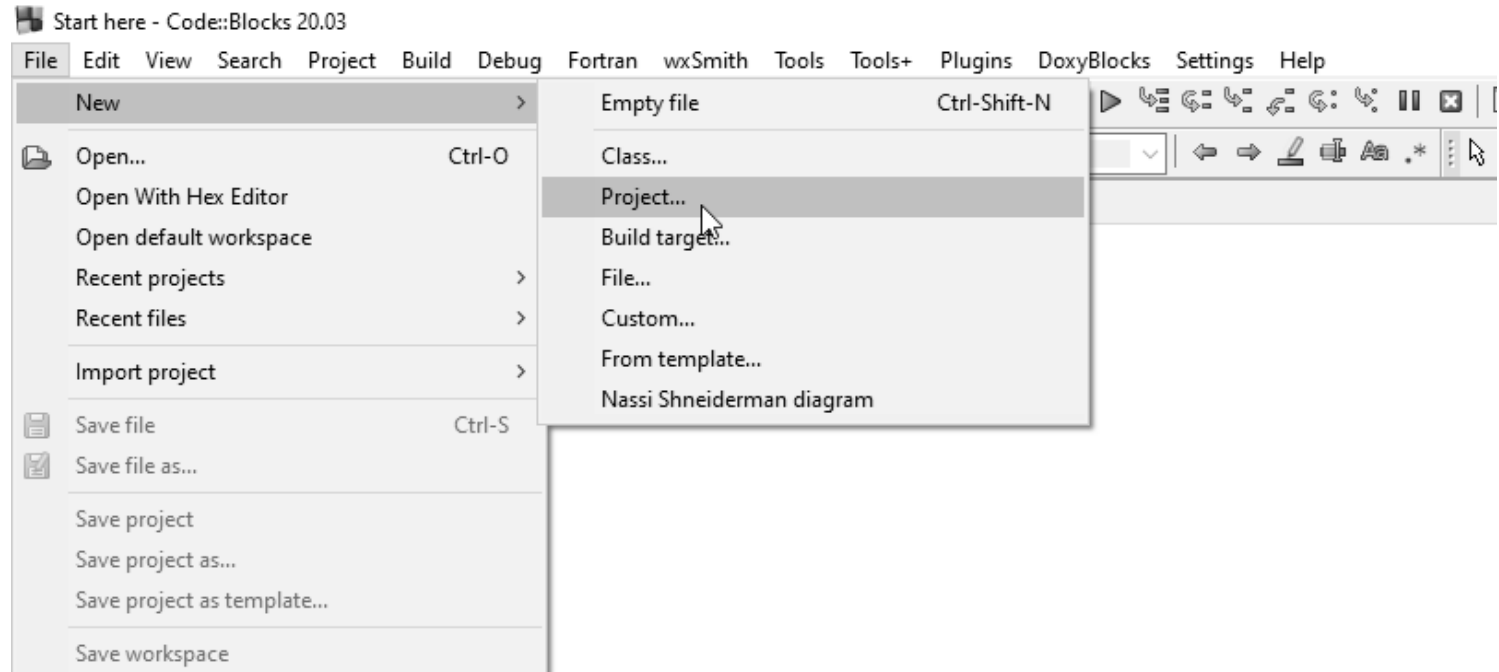 Start here - Code::Blocks 20.03
File Edit View Search Project Build Debug Fortran wxSmith Tools Tools+ Plugins DoxyBlocks Settings Help
New >
Empty file Ctrl-Shift-N
Open... Ctrl-O
Class...
Open With Hex Editor
Project...
Open default workspace
Build target...
Recent projects >
File...
Recent files >
Custom...
Import project >
From template...
Nassi Shneiderman diagram
Save file Ctrl-S
Save file as...
Save project
Save project as...
Save project as template...
Save workspace